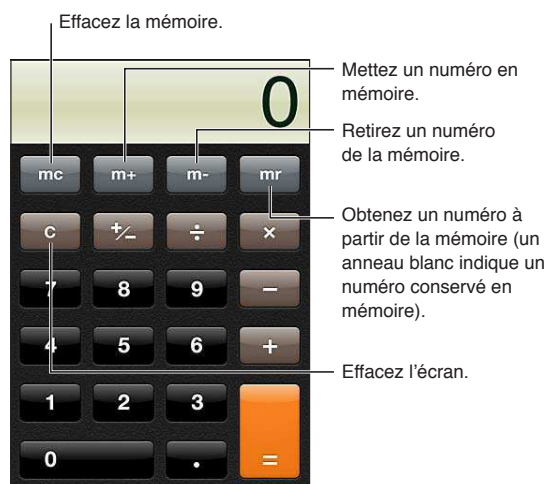 Effacez la mémoire.
Mettez un numéro en
mémoire.
0
Retirez un numéro
de la mémoire.
mc m+ m- mr
Obtenez un numéro à
partir de la mémoire (un
anneau blanc indique un
numéro conservé en
mémoire).
c +/− ÷ ×
7 8 9 −
4 5 6 +
Effacez l’écran.
1 2 3
0 . =